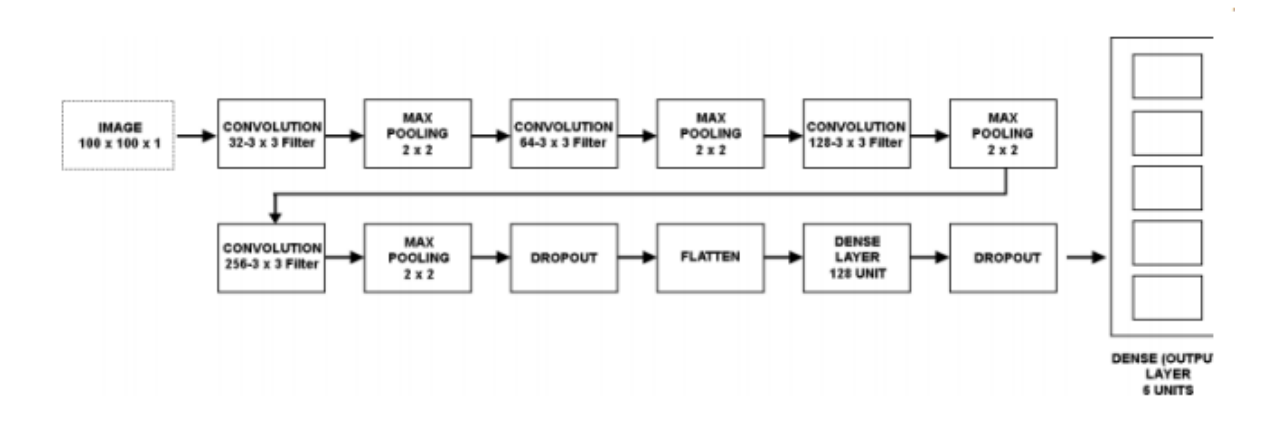 IMAGE
100 x 100 x 1
CONVOLUTION
32-3 x 3 Filter
MAX
POOLING
2 x 2
CONVOLUTION
64-3 x 3 Filter
MAX
POOLING
2 x 2
CONVOLUTION
128-3 x 3 Filter
MAX
POOLING
2 x 2
CONVOLUTION
256-3 x 3 Filter
MAX
POOLING
2 x 2
DROPOUT
FLATTEN
DENSE
LAYER
128 UNIT
DROPOUT
DENSE (OUTPU
LAYER
UNITS